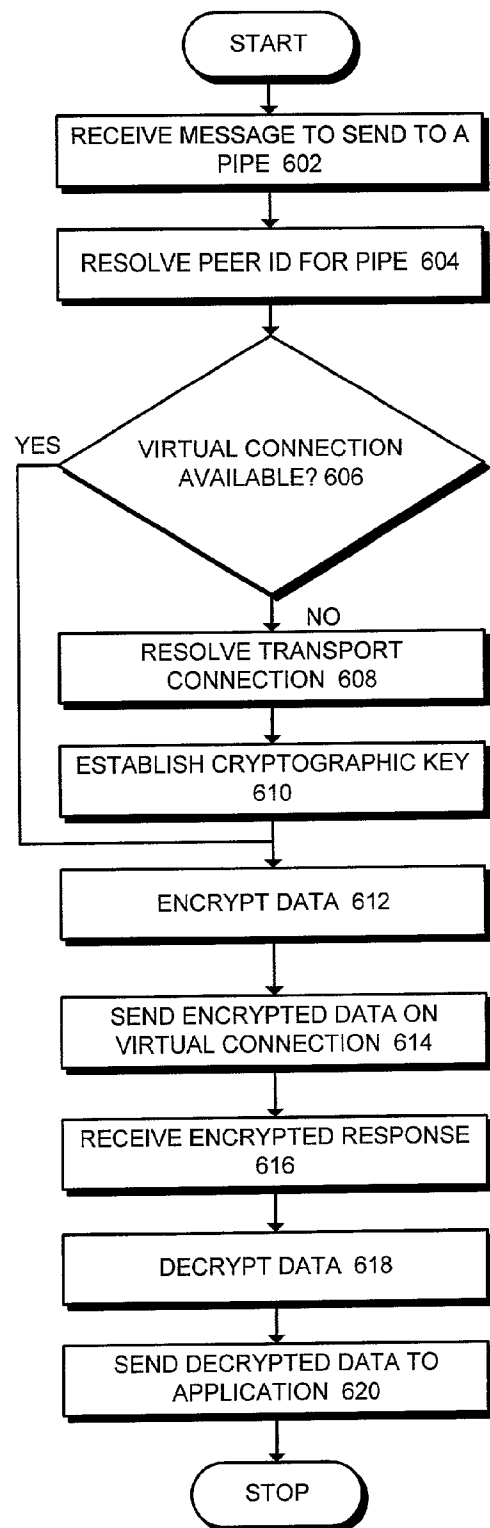 START
RECEIVE MESSAGE TO SEND TO A
PIPE 602
RESOLVE PEER ID FOR PIPE 604
YES
VIRTUAL CONNECTION
AVAILABLE? 606
NO
RESOLVE TRANSPORT
CONNECTION 608
ESTABLISH CRYPTOGRAPHIC KEY
610
ENCRYPT DATA 612
SEND ENCRYPTED DATA ON
VIRTUAL CONNECTION 614
RECEIVE ENCRYPTED RESPONSE
616
DECRYPT DATA 618
SEND DECRYPTED DATA TO
APPLICATION 620
STOP